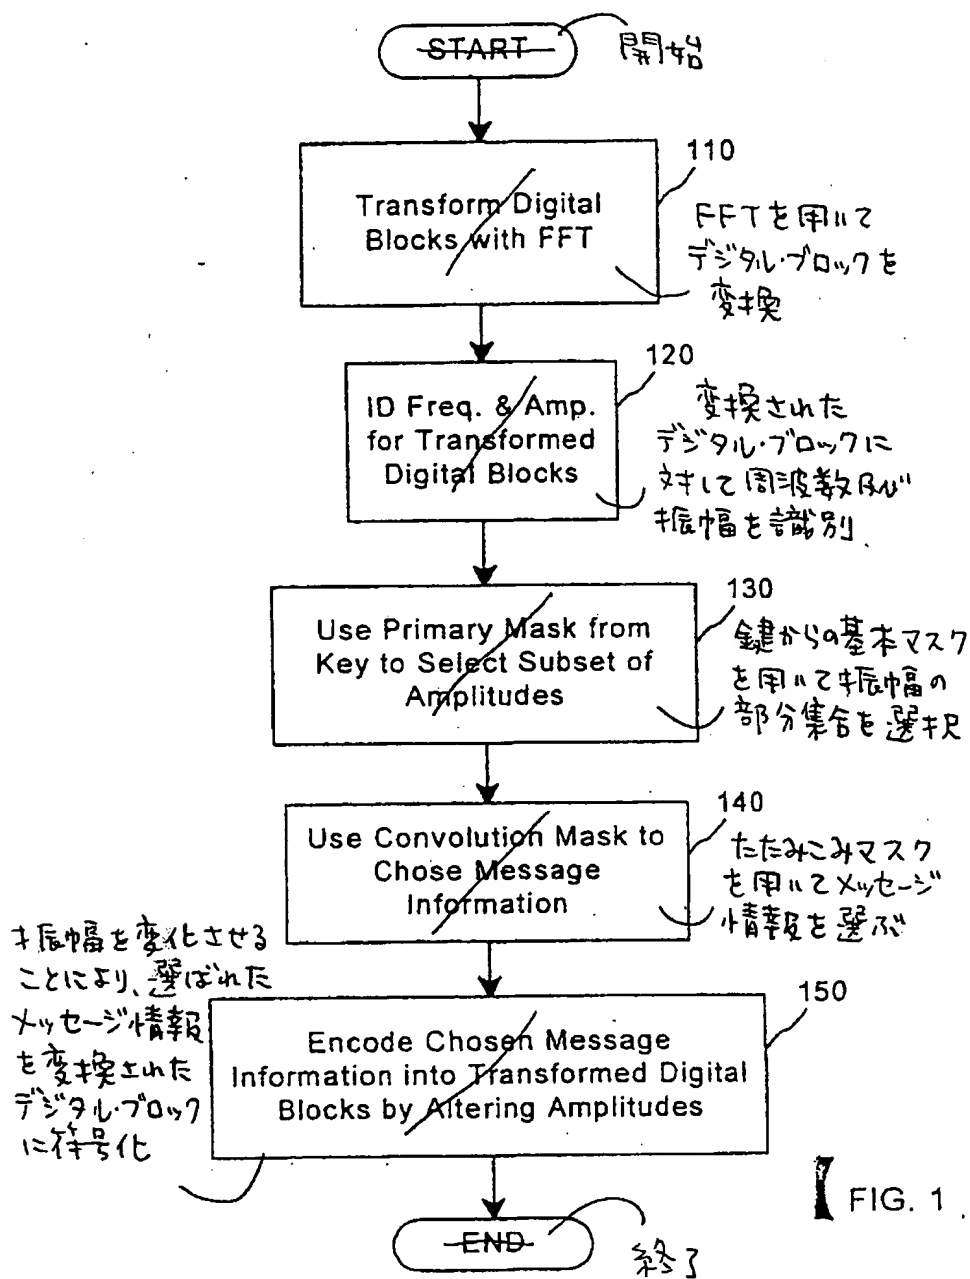 START
開始
110
Transform Digital
Blocks with FFT
FFTを用いて
デジタル・ブロックを
変換
120
ID Freq. & Amp.
for Transformed
Digital Blocks
変換された
デジタル・ブロックに
対して周波数及び
振幅を識別
130
Use Primary Mask from
Key to Select Subset of
Amplitudes
鍵からの基本マスク
を用いて振幅の
部分集合を選択
140
Use Convolution Mask to
Chose Message
Information
たたみこみマスク
を用いてメッセージ
情報を選ぶ
150
Encode Chosen Message
Information into Transformed Digital
Blocks by Altering Amplitudes
振幅を変化させる
ことにより、選ばれた
メッセージ情報
を変換された
デジタル・ブロック
に符号化
END
終了
【 FIG. 1